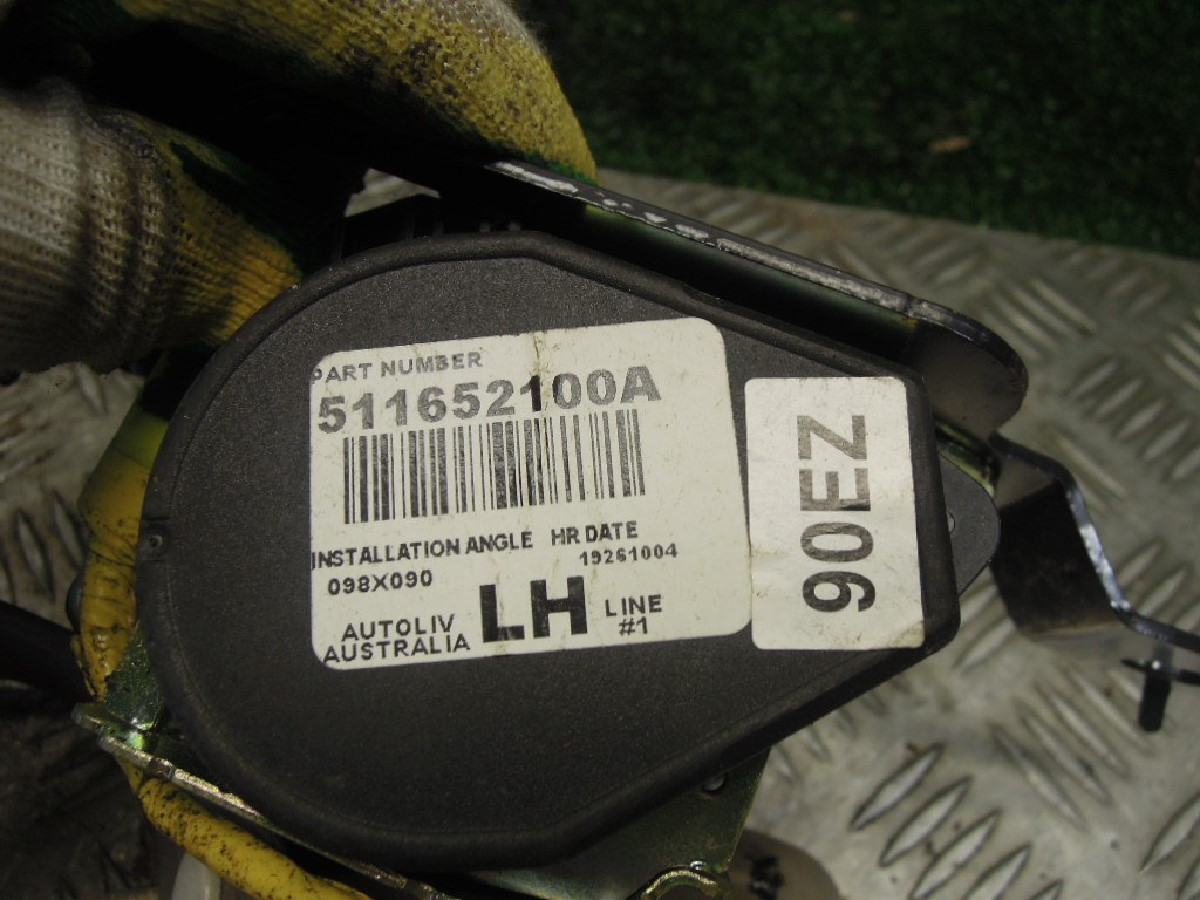 PART NUMBER
511652100A
INSTALLATION ANGLE HR DATE
098X090 19261004
AUTOLIV AUSTRALIA LH LINE #1
90EZ